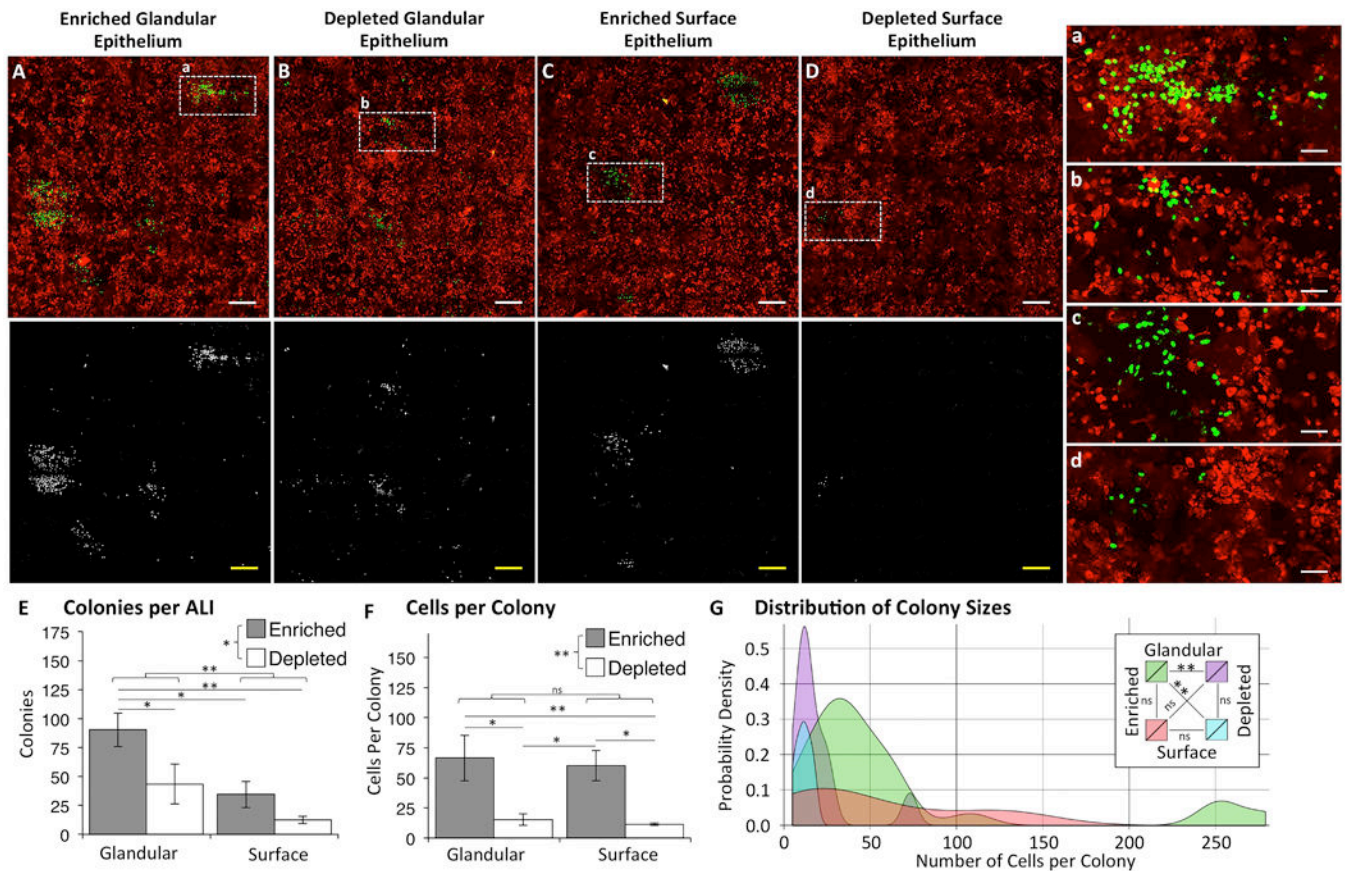 Enriched Glandular
Epithelium
Depleted Glandular
Epithelium
Enriched Surface
Epithelium
Depleted Surface
Epithelium
A
a
B
b
C
c
D
d
a
b
c
d
E Colonies per ALI
Enriched
Depleted
*
175
150
125
100
75
50
25
0
Colonies
**
**
*
*
Glandular
Surface
F Cells per Colony
Enriched
Depleted
**
150
125
100
75
50
25
0
Cells Per Colony
ns
**
*
*
*
Glandular
Surface
G Distribution of Colony Sizes
0.5
0.4
0.3
0.2
0.1
0.0
Probability Density
0
50
100
150
200
250
Number of Cells per Colony
Glandular
**
**
Enriched
ns
ns
ns
Depleted
ns
Surface